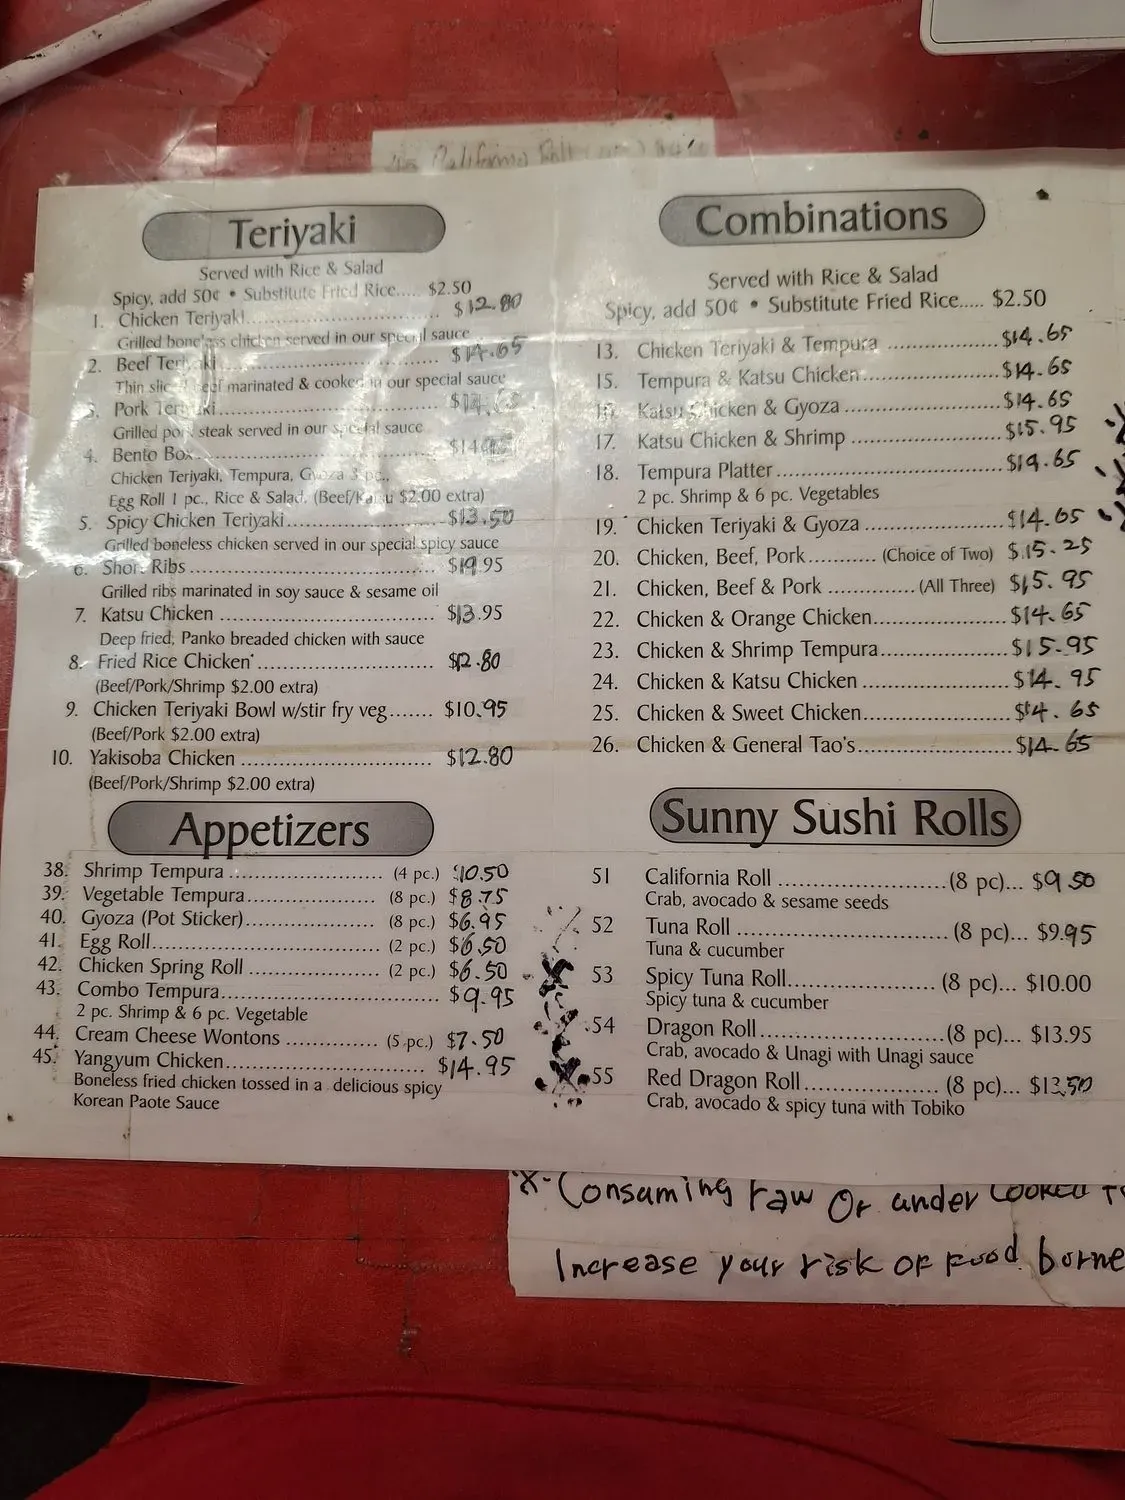 California Roll
Teriyaki
Served with Rice & Salad
Spicy, add 50¢ • Substitute Fried Rice..... $2.50
1. Chicken Teriyaki........ $12.80
Grilled boneless chicken served in our special sauce
2. Beef Teriyaki........ $14.65
Thin sliced beef marinated & cooked in our special sauce
3. Pork Teriyaki........
Grilled pork steak served in our special sauce
4. Bento Box........
Chicken Teriyaki, Tempura, Gyoza 3 pc.,
Egg Roll 1 pc., Rice & Salad, (Beef/Katsu $2.00 extra)
5. Spicy Chicken Teriyaki........ $13.50
Grilled boneless chicken served in our special spicy sauce
6. Short Ribs........ $19.95
Grilled ribs marinated in soy sauce & sesame oil
7. Katsu Chicken........ $13.95
Deep fried, Panko breaded chicken with sauce
8. Fried Rice Chicken........ $12.80
(Beef/Pork/Shrimp $2.00 extra)
9. Chicken Teriyaki Bowl w/stir fry veg....... $10.95
(Beef/Pork $2.00 extra)
10. Yakisoba Chicken........ $12.80
(Beef/Pork/Shrimp $2.00 extra)
Appetizers
38. Shrimp Tempura........ (4 pc.) $10.50
39. Vegetable Tempura........ (8 pc.) $8.75
40. Gyoza (Pot Sticker)........ (8 pc.) $6.95
41. Egg Roll........ (2 pc.) $6.50
42. Chicken Spring Roll........ (2 pc.) $6.50
43. Combo Tempura........ $9.95
2 pc. Shrimp & 6 pc. Vegetable
44. Cream Cheese Wontons........ (5 pc.) $7.50
45. Yangyum Chicken........ $14.95
Boneless fried chicken tossed in a delicious spicy
Korean Paote Sauce
Combinations
Served with Rice & Salad
Spicy, add 50¢ • Substitute Fried Rice..... $2.50
13. Chicken Teriyaki & Tempura........ $14.65
15. Tempura & Katsu Chicken........ $14.65
16. Katsu Chicken & Gyoza........ $14.65
17. Katsu Chicken & Shrimp........ $15.95
18. Tempura Platter........ $14.65
2 pc. Shrimp & 6 pc. Vegetables
19. Chicken Teriyaki & Gyoza........ $14.65
20. Chicken, Beef, Pork........ (Choice of Two) $15.25
21. Chicken, Beef & Pork........ (All Three) $15.95
22. Chicken & Orange Chicken........ $14.65
23. Chicken & Shrimp Tempura........ $15.95
24. Chicken & Katsu Chicken........ $14.95
25. Chicken & Sweet Chicken........ $14.65
26. Chicken & General Tao's........ $14.65
Sunny Sushi Rolls
51 California Roll........ (8 pc)... $9.50
Crab, avocado & sesame seeds
52 Tuna Roll........ (8 pc)... $9.95
Tuna & cucumber
53 Spicy Tuna Roll........ (8 pc)... $10.00
Spicy tuna & cucumber
54 Dragon Roll........ (8 pc)... $13.95
Crab, avocado & Unagi with Unagi sauce
55 Red Dragon Roll........ (8 pc)... $13.50
Crab, avocado & spicy tuna with Tobiko
*-Consuming raw Or under cooked
Increase your risk of food borne